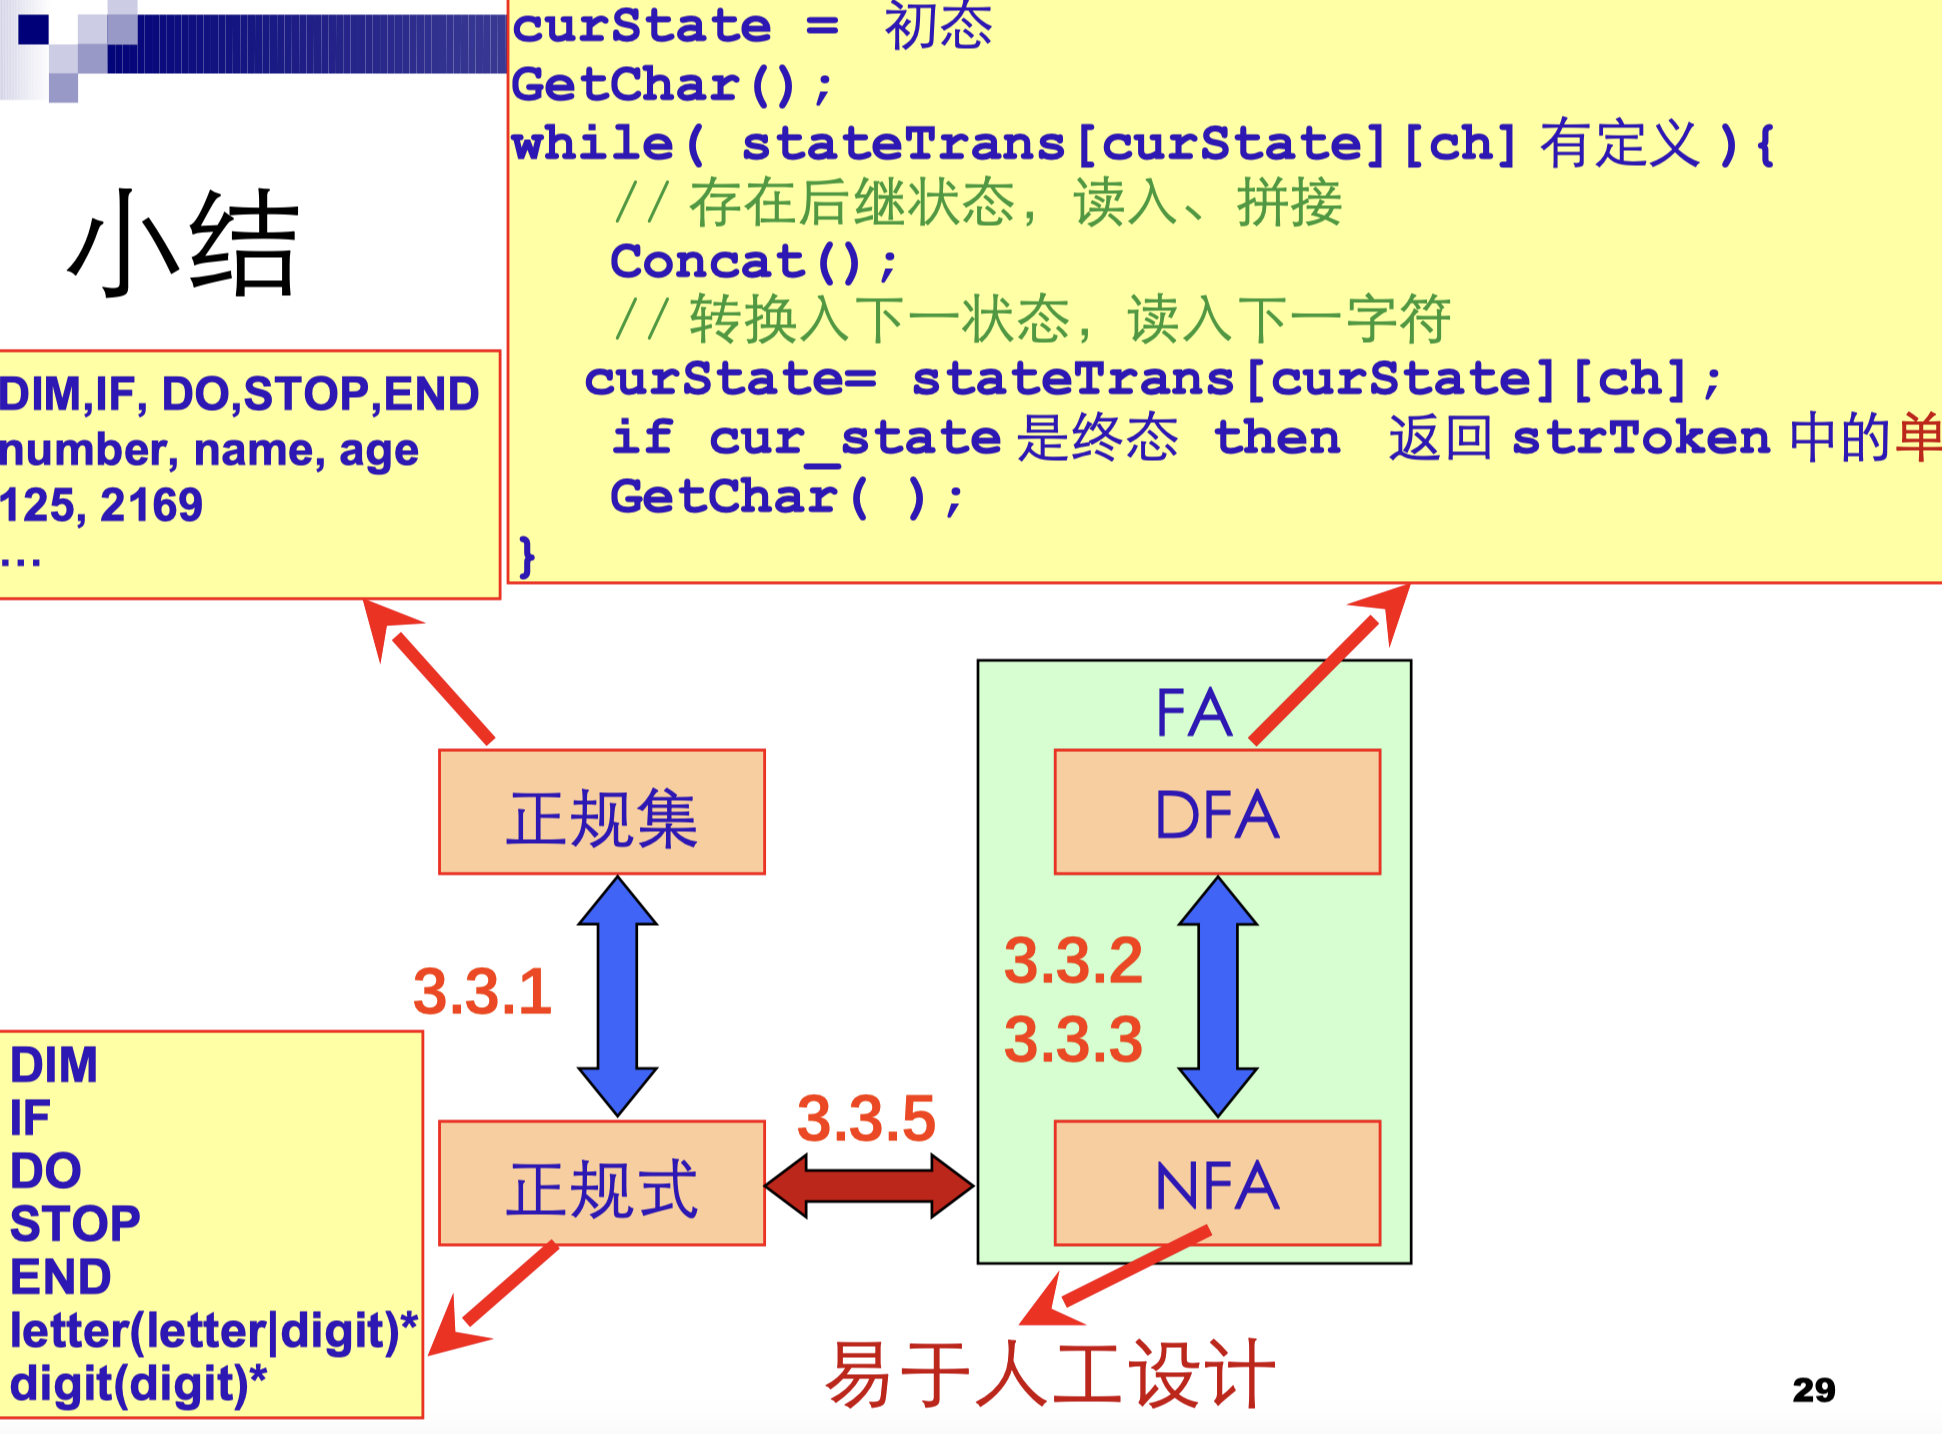 curState = 初态
GetChar();
while( stateTrans[curState][ch] 有定义 ){
// 存在后继状态，读入、拼接
Concat();
// 转换入下一状态，读入下一字符
curState= stateTrans[curState][ch];
if cur_state 是终态 then 返回 strToken 中的单
GetChar( );
}
小结
DIM,IF, DO,STOP,END
number, name, age
125, 2169
…
FA
正规集
DFA
3.3.1
3.3.2
3.3.3
3.3.5
正规式
NFA
DIM
IF
DO
STOP
END
letter(letter|digit)*
digit(digit)*
易于人工设计
29